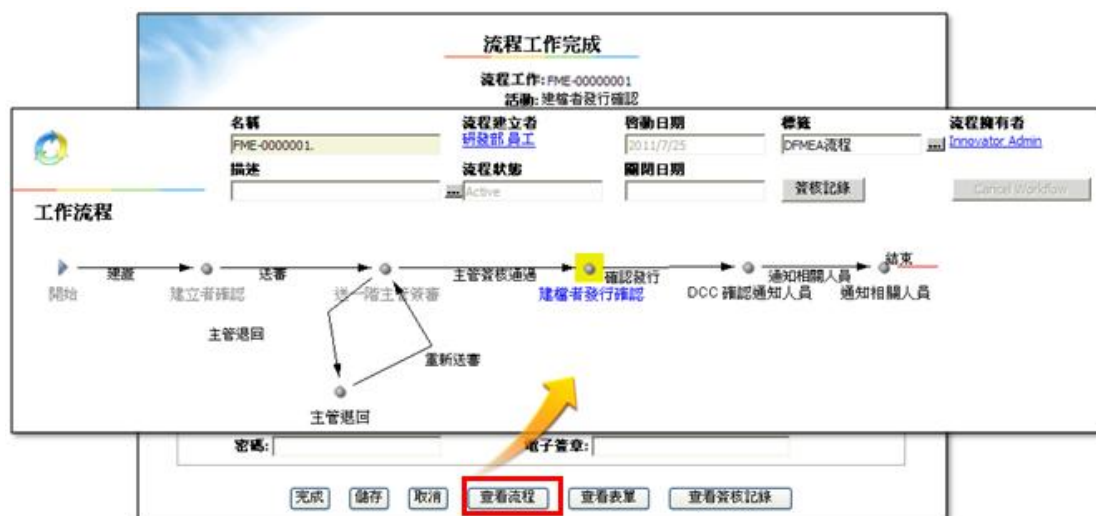 流程工作完成
流程工作:FME-00000001
活動:建檔者發行確認
名稱 流程建立者 啓動日期 標籤 流程擁有者
FME-0000001. 研發部 員工 2011/7/25 DFMEA流程 ... Innovator Admin
描述 流程狀態 關閉日期
... Active 簽核記錄 Cancel Workflow
工作流程
建議 送審 主管簽核通過 確認發行 通知相關人員 結束
開始 建立者確認 送一階主管簽審 建檔者發行確認 DCC 確認通知人員 通知相關人員
主管退回
重新送審
主管退回
密碼: 電子簽章:
完成 儲存 取消 查看流程 查看表單 查看簽核記錄